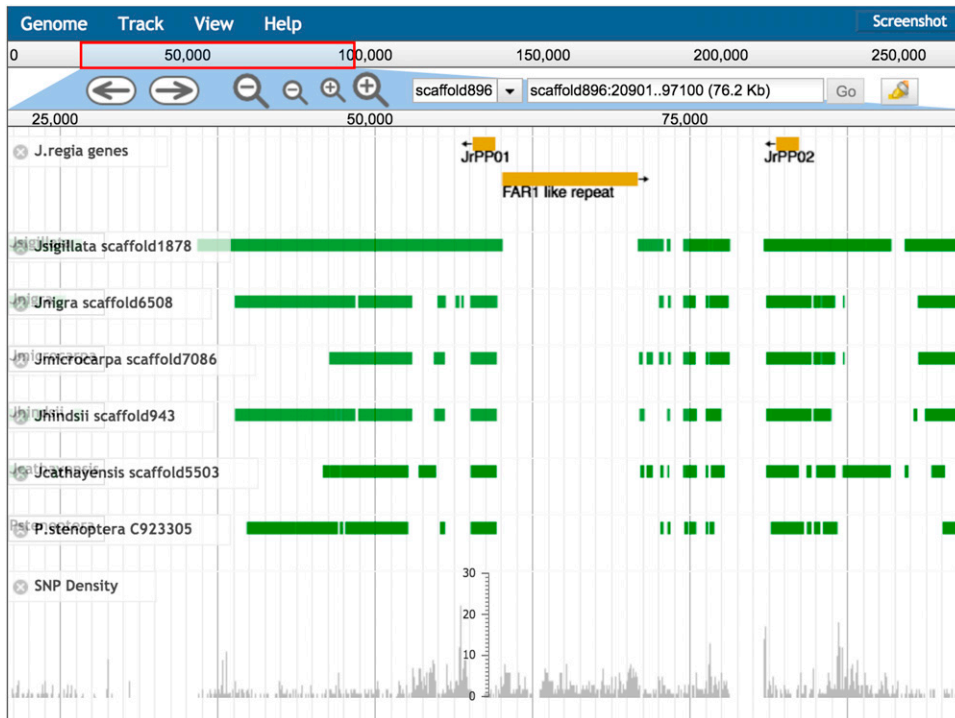 Genome Track View Help Screenshot
0 50,000 100,000 150,000 200,000 250,000
scaffold896 scaffold896:20901..97100 (76.2 Kb) Go
25,000 50,000 75,000
J.regia genes
JrPP01 JrPP02
FAR1 like repeat
Jsigillata scaffold1878
Jnigra scaffold6508
Jmicrocarpa scaffold7086
Jhindsii scaffold943
Jcathayensis scaffold5503
P.stenoptera C923305
SNP Density
30
20
10
0